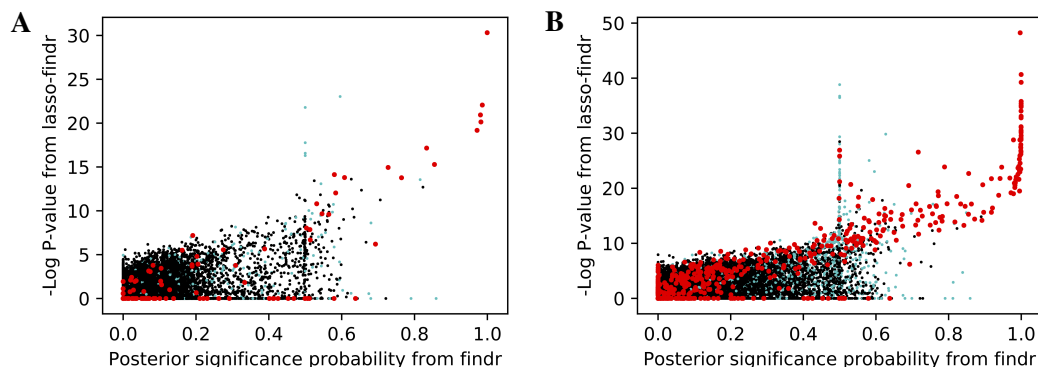 A
-Log P-value from lasso-findr
30
25
20
15
10
5
0
0.0 0.2 0.4 0.6 0.8 1.0
Posterior significance probability from findr
B
-Log P-value from lasso-findr
50
40
30
20
10
0
0.0 0.2 0.4 0.6 0.8 1.0
Posterior significance probability from findr